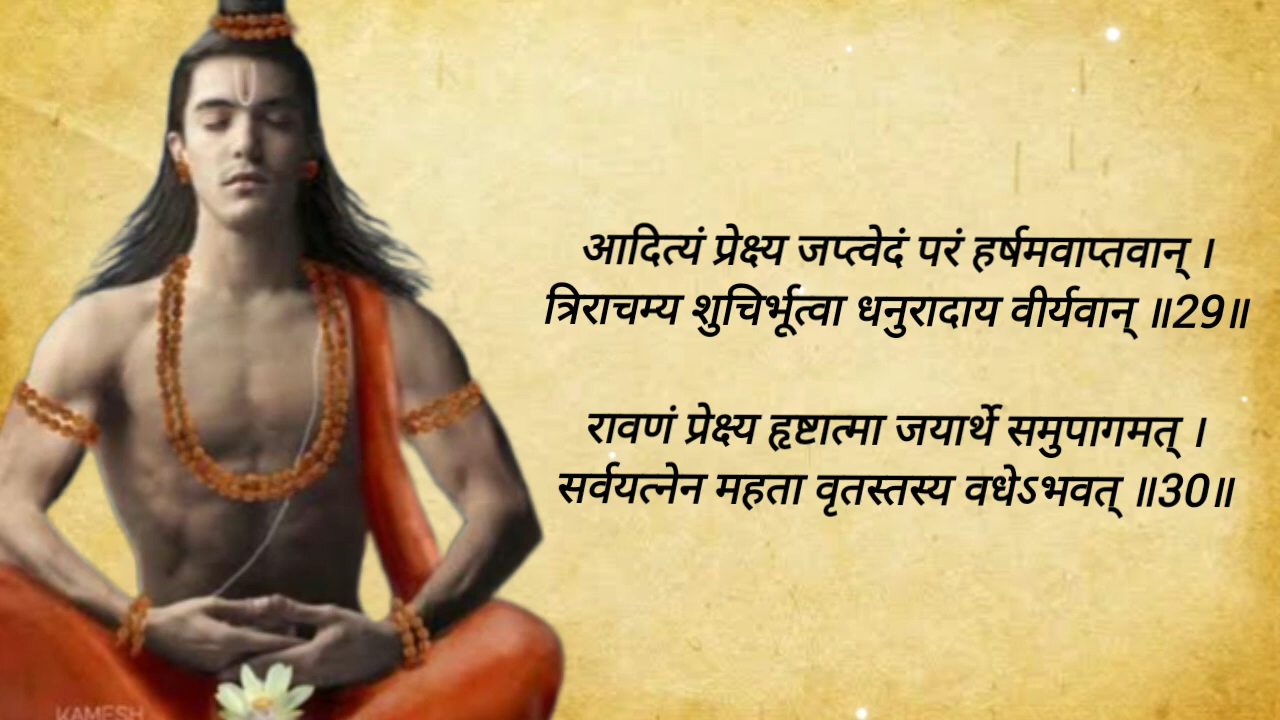 आदित्यं प्रेक्ष्य जप्त्वेदं परं हर्षमवाप्तवान् ।
त्रिराचम्य शुचिर्भूत्वा धनुरादाय वीर्यवान् ॥29॥
रावणं प्रेक्ष्य हृष्टात्मा जयार्थे समुपागमत् ।
सर्वयत्नेन महता वृतस्तस्य वधेऽभवत् ॥30॥
KAMESH